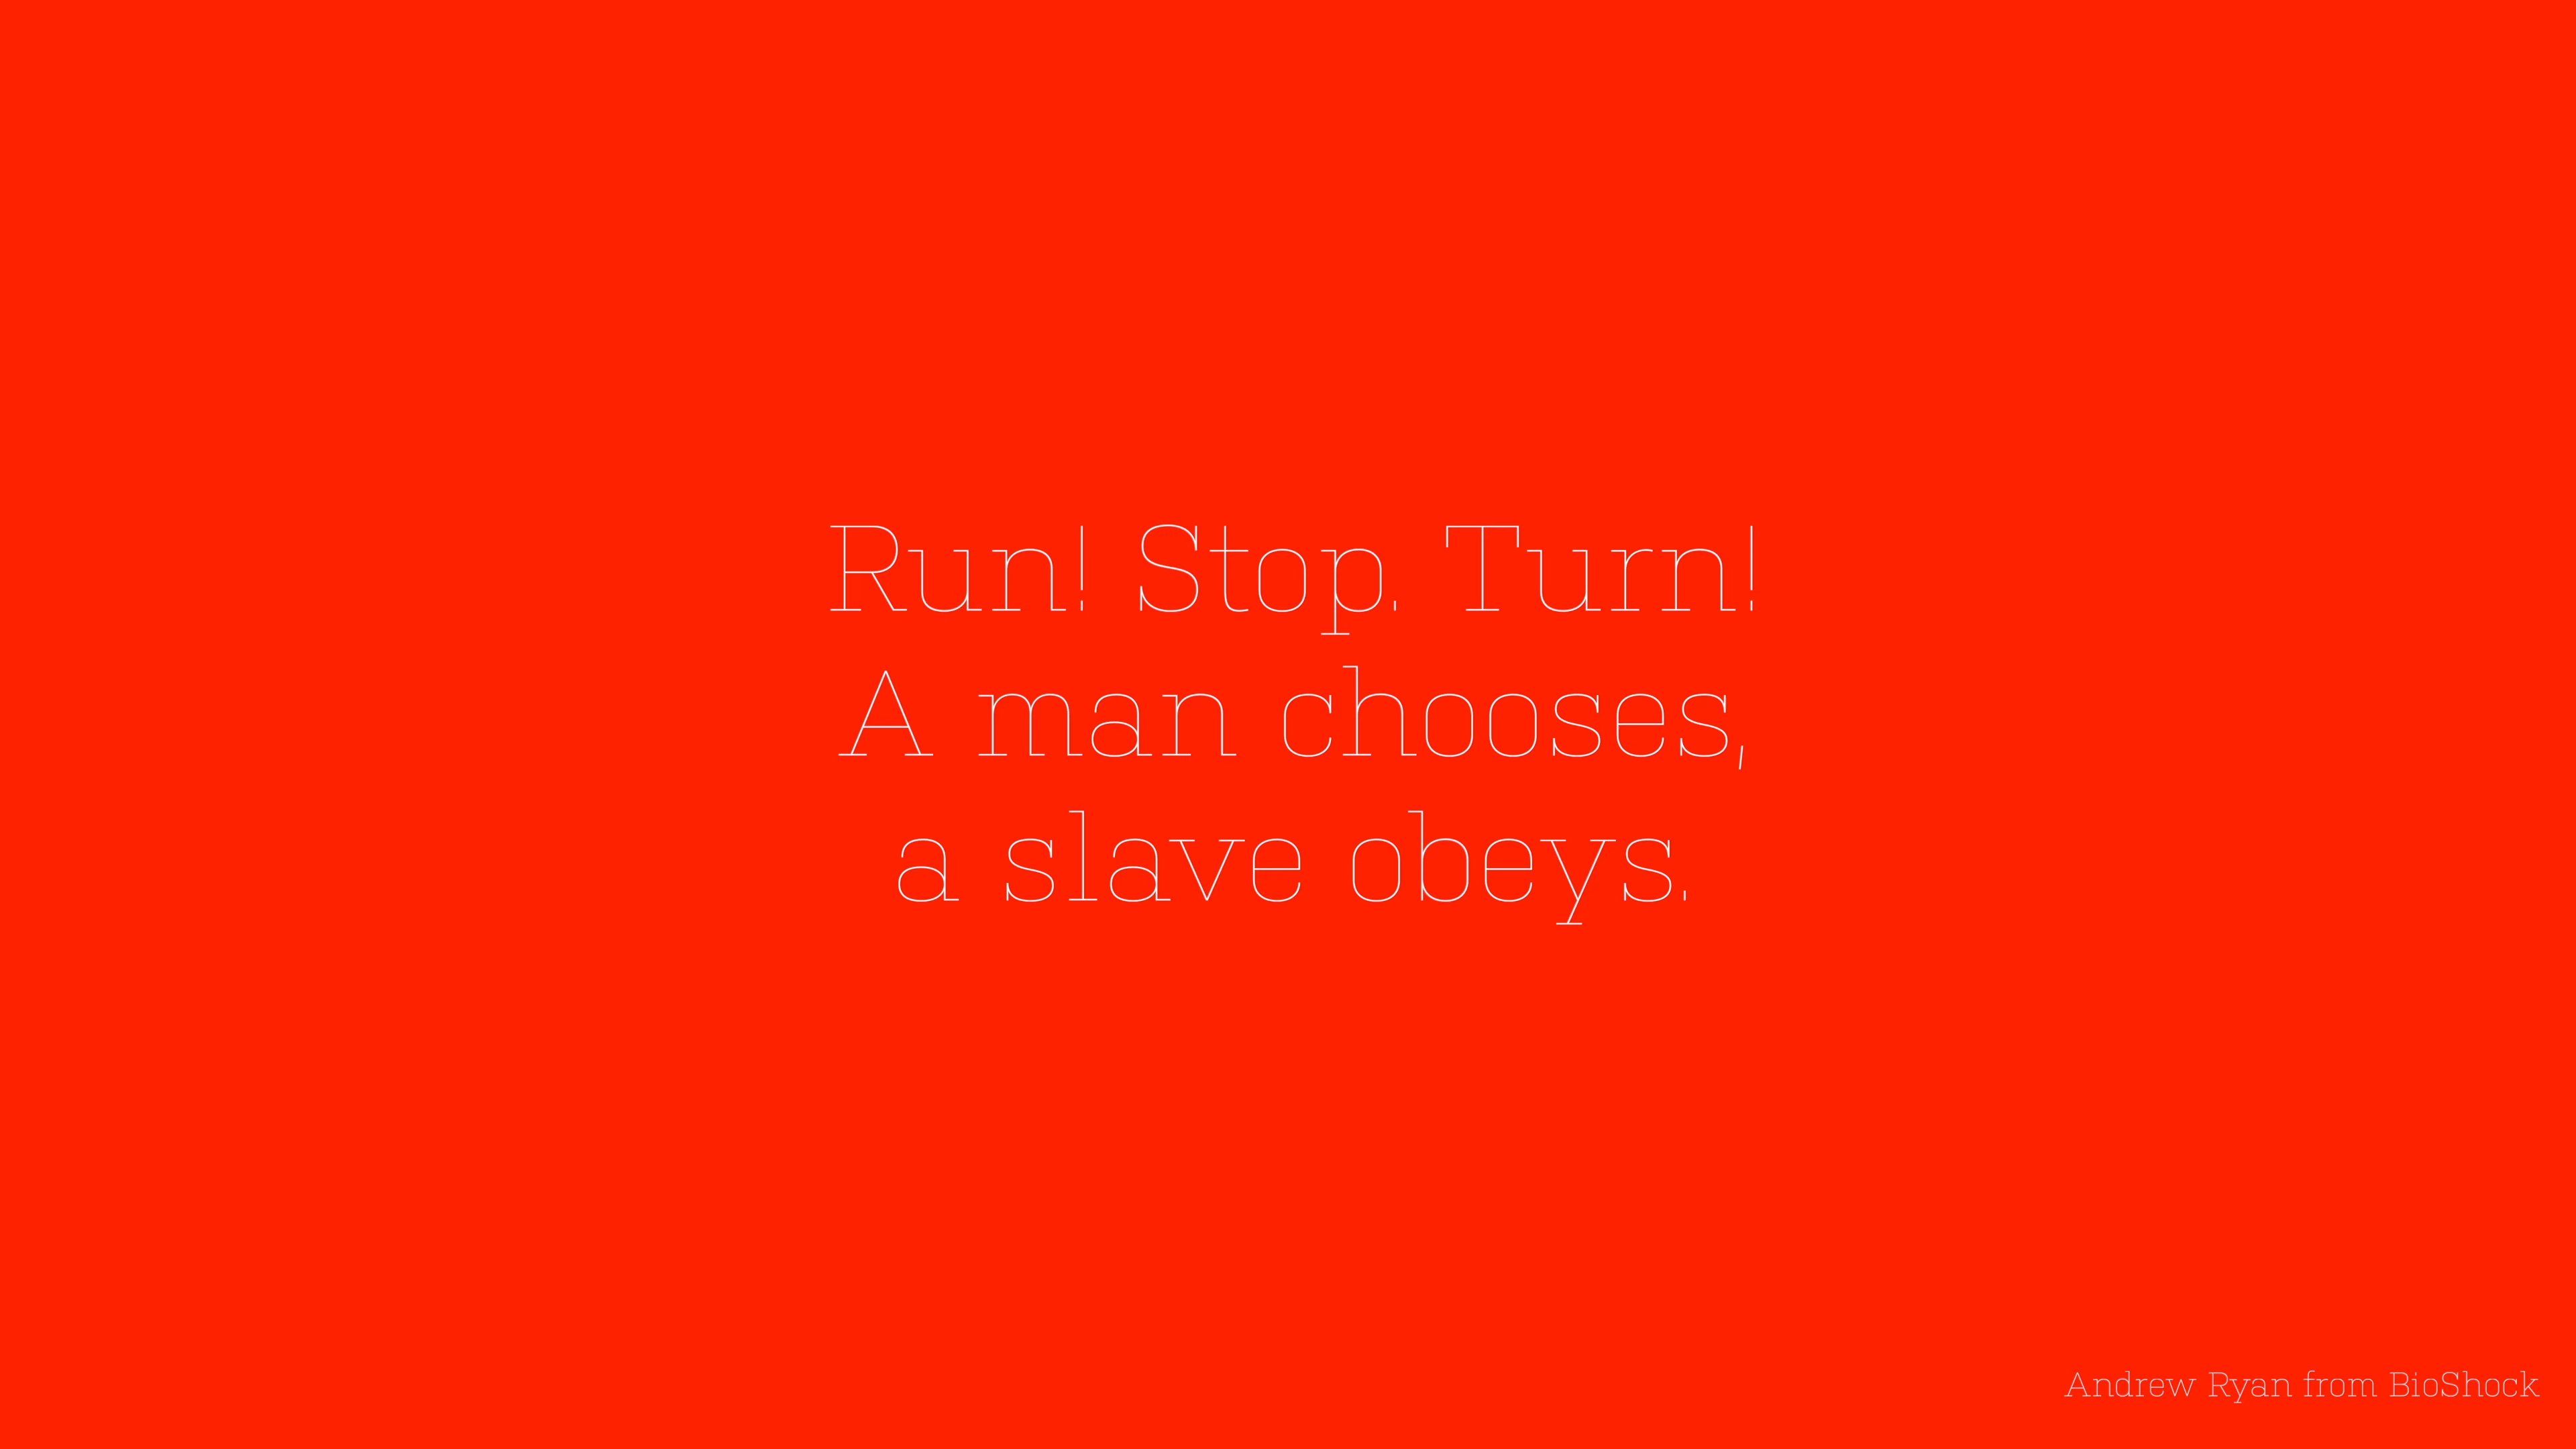 Run! Stop. Turn!
A man chooses,
a slave obeys.
Andrew Ryan from BioShock